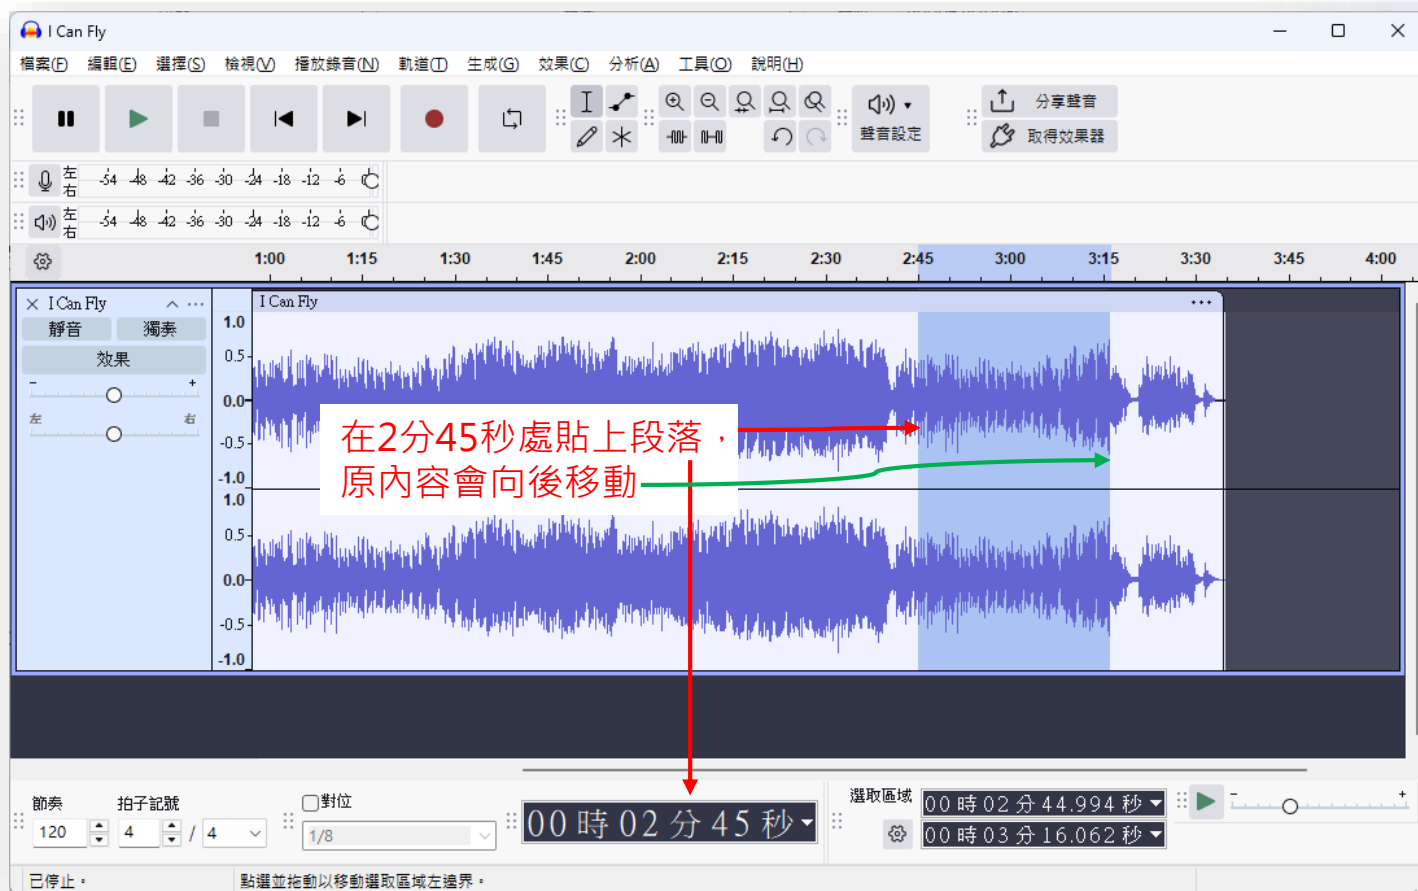 I Can Fly
檔案(F) 編輯(E) 選擇(S) 檢視(V) 播放錄音(N) 軌道(T) 生成(G) 效果(C) 分析(A) 工具(O) 說明(H)
聲音設定
分享聲音
取得效果器
左 -54 -48 -42 -36 -30 -24 -18 -12 -6 0
右
左 -54 -48 -42 -36 -30 -24 -18 -12 -6 0
右
1:00 1:15 1:30 1:45 2:00 2:15 2:30 2:45 3:00 3:15 3:30 3:45 4:00
I Can Fly
靜音 獨奏
效果
- +
左 右
I Can Fly
1.0
0.5
0.0
-0.5
-1.0
1.0
0.5
0.0
-0.5
-1.0
在2分45秒處貼上段落，
原內容會向後移動
節奏 拍子記號
120 4 / 4
對位
1/8
00 時 02 分 45 秒
選取區域
00 時 02 分 44.994 秒
00 時 03 分 16.062 秒
- +
已停止。
點選並拖動以移動選取區域左邊界。